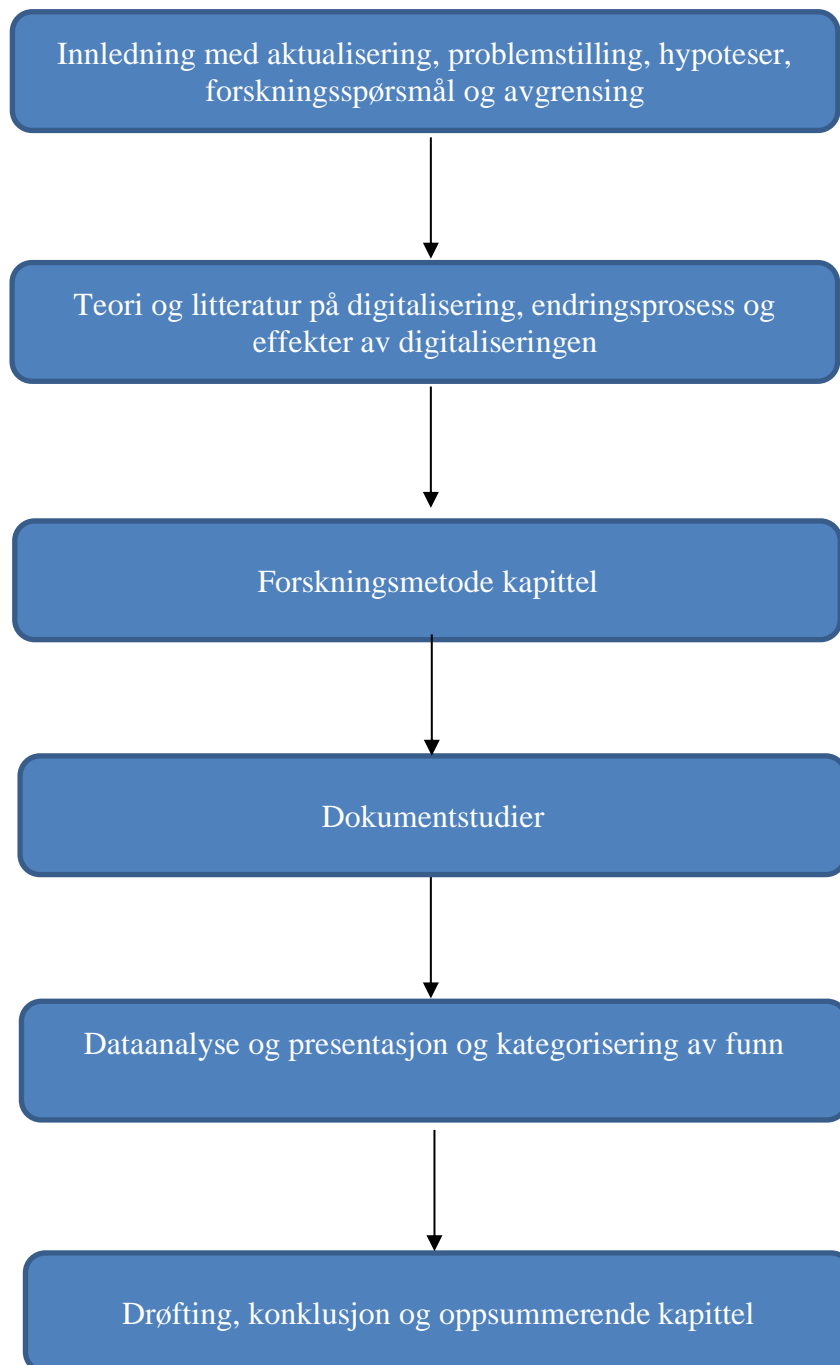 Innledning med aktualisering, problemstilling, hypoteser,
forskningsspørsmål og avgrensing
Teori og litteratur på digitalisering, endringsprosess og
effekter av digitaliseringen
Forskningsmetode kapittel
Dokumentstudier
Dataanalyse og presentasjon og kategorisering av funn
Drøfting, konklusjon og oppsummerende kapittel